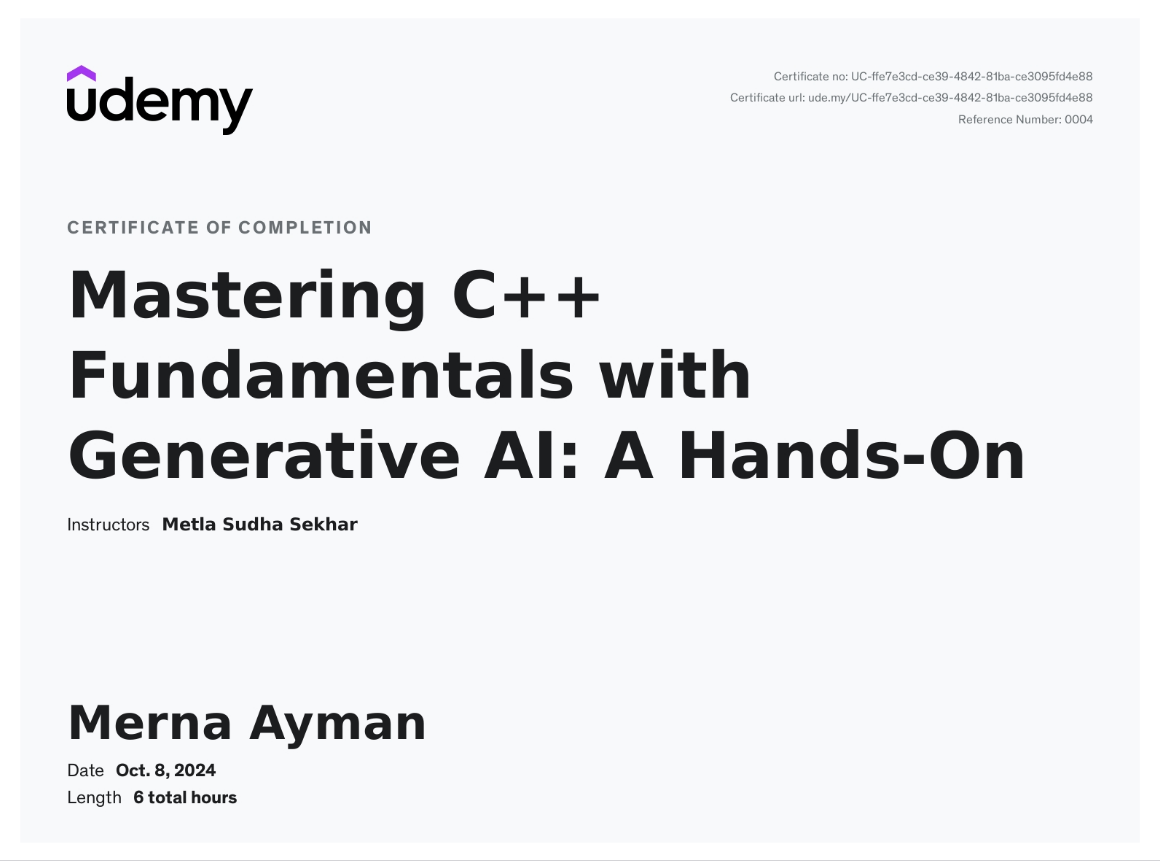 udemy
Certificate no: UC-ffe7e3cd-ce39-4842-81ba-ce3095fd4e88
Certificate url: ude.my/UC-ffe7e3cd-ce39-4842-81ba-ce3095fd4e88
Reference Number: 0004
CERTIFICATE OF COMPLETION
Mastering C++
Fundamentals with
Generative AI: A Hands-On
Instructors Metla Sudha Sekhar
Merna Ayman
Date Oct. 8, 2024
Length 6 total hours